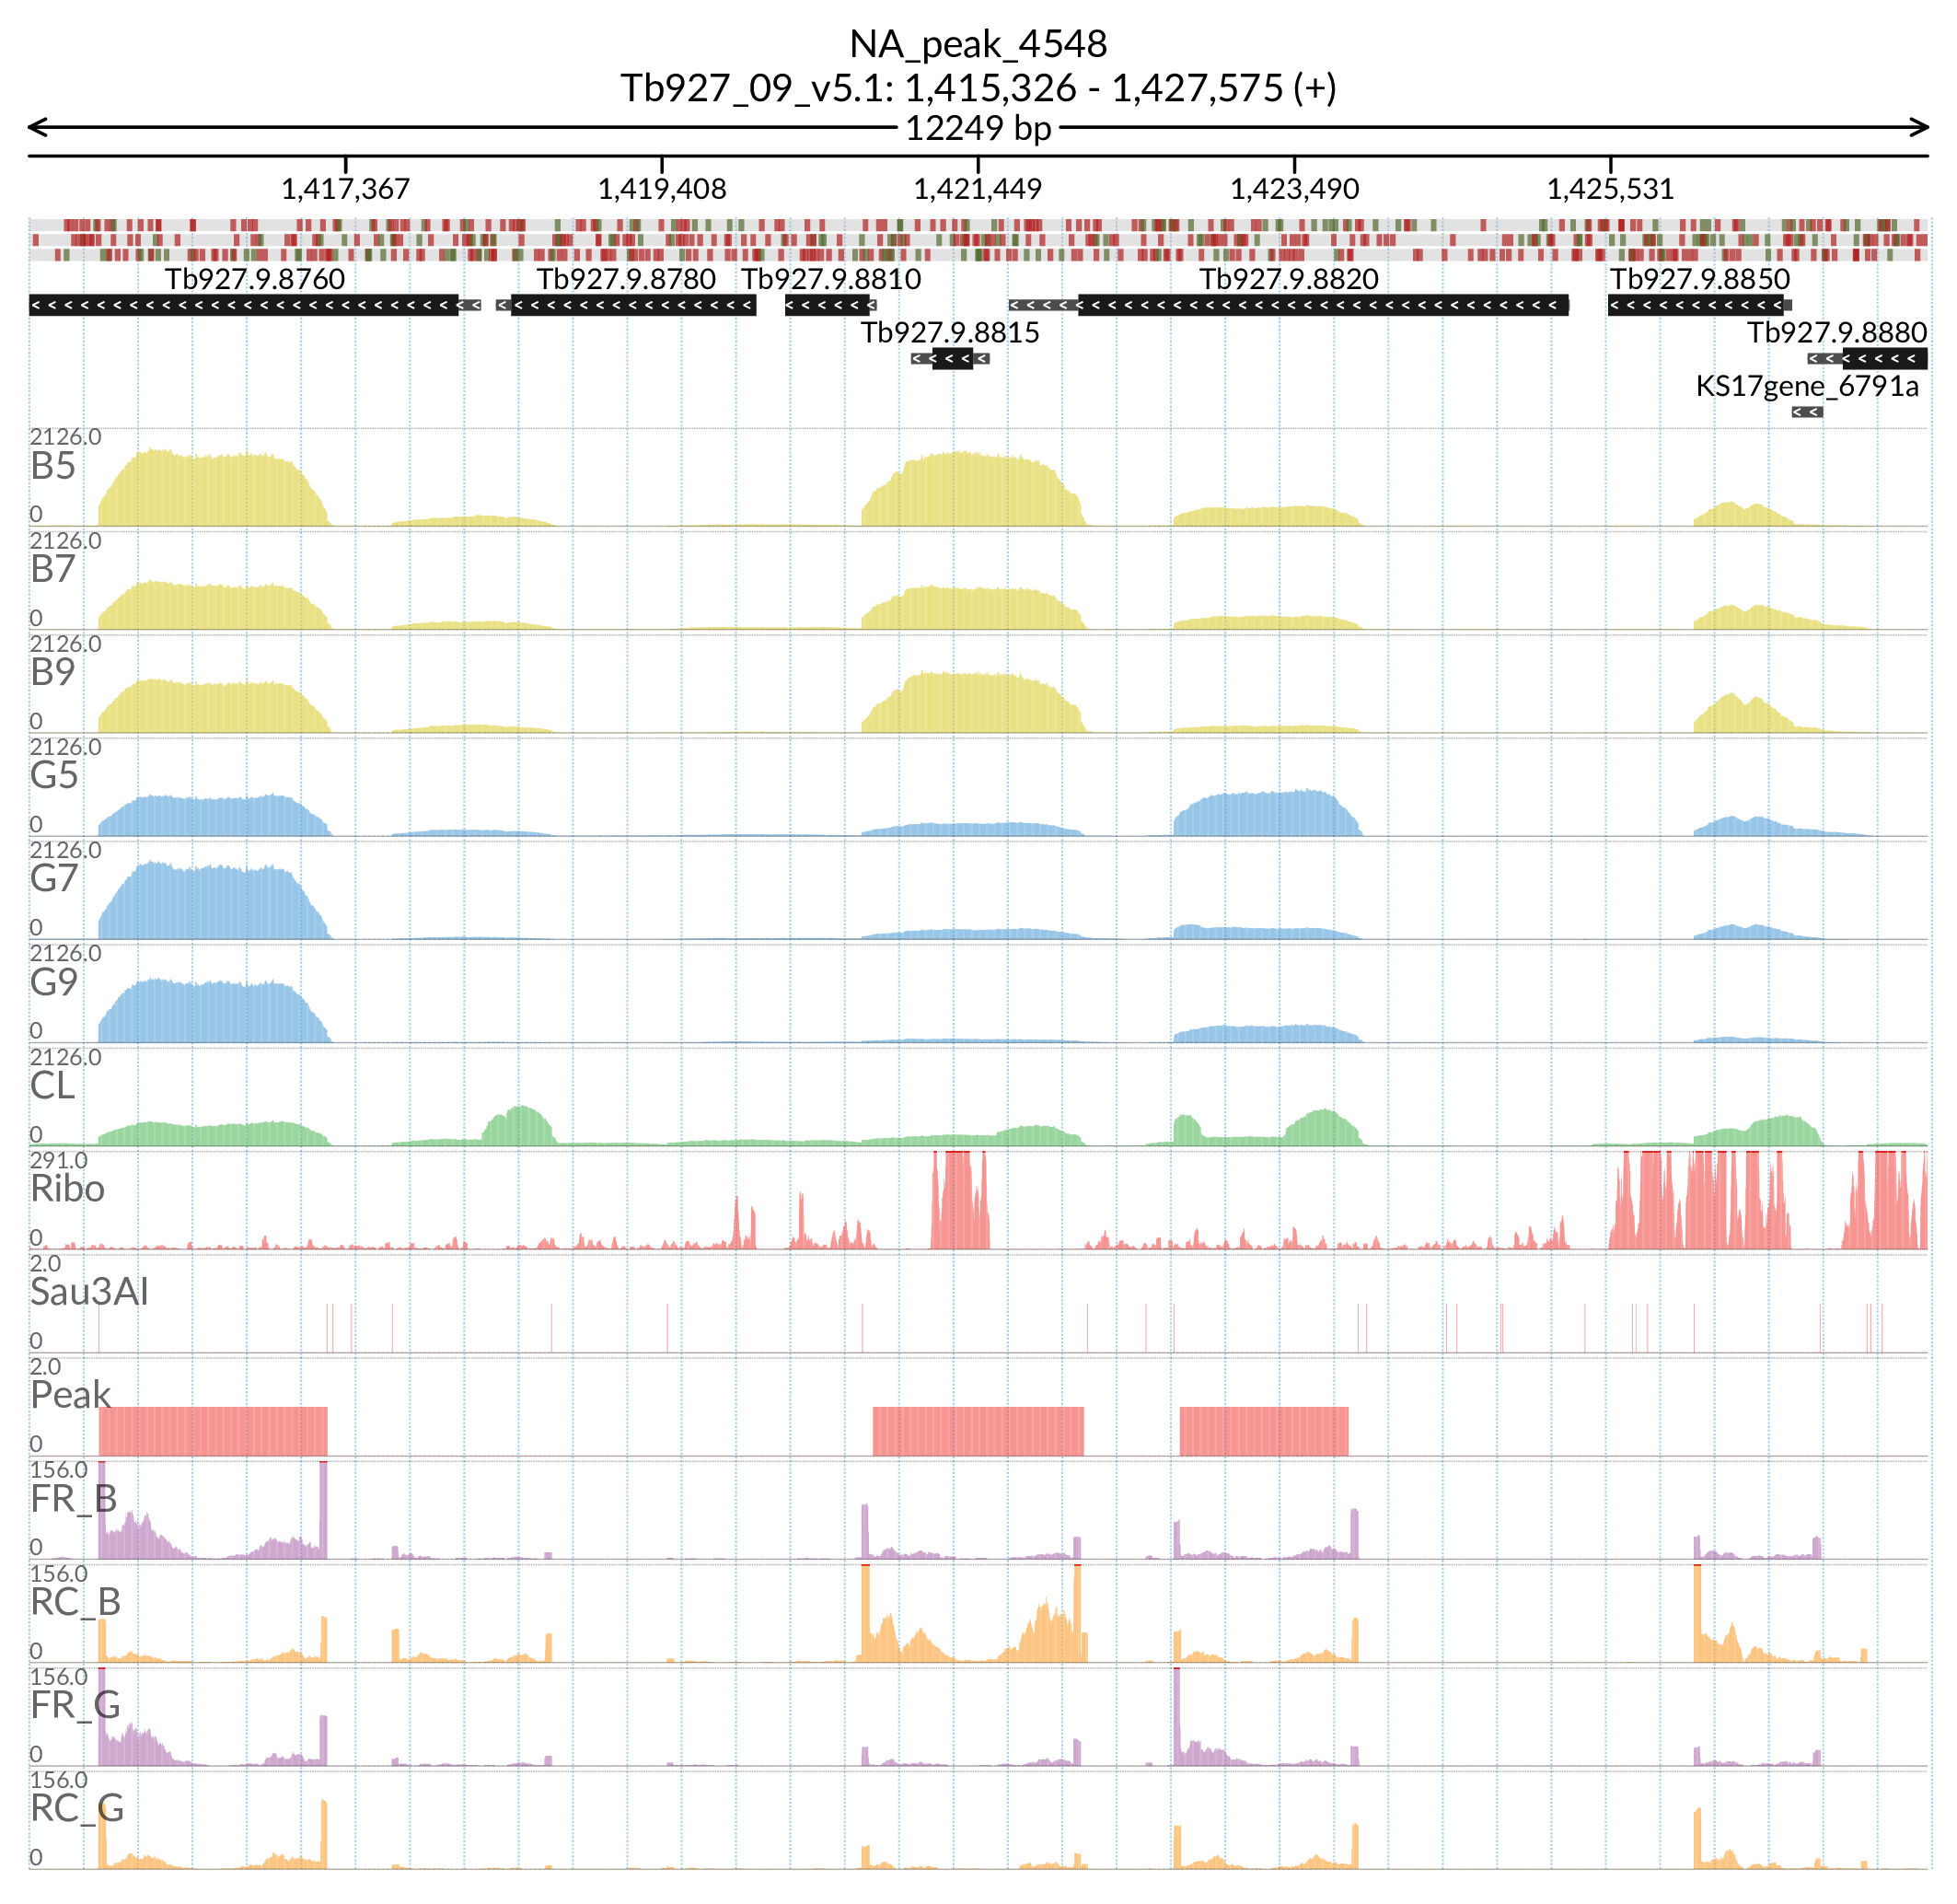 NA_peak_4548
Tb927_09_v5.1: 1,415,326 - 1,427,575 (+)
12249 bp
1,417,367 1,419,408 1,421,449 1,423,490 1,425,531
Tb927.9.8760 Tb927.9.8780 Tb927.9.8810 Tb927.9.8820 Tb927.9.8850
Tb927.9.8815 Tb927.9.8880
KS17gene_6791a
2126.0
B5
0
2126.0
B7
0
2126.0
B9
0
2126.0
G5
0
2126.0
G7
0
2126.0
G9
0
2126.0
CL
0
291.0
Ribo
0
2.0
Sau3AI
0
2.0
Peak
0
156.0
FR_B
0
156.0
RC_B
0
156.0
FR_G
0
156.0
RC_G
0